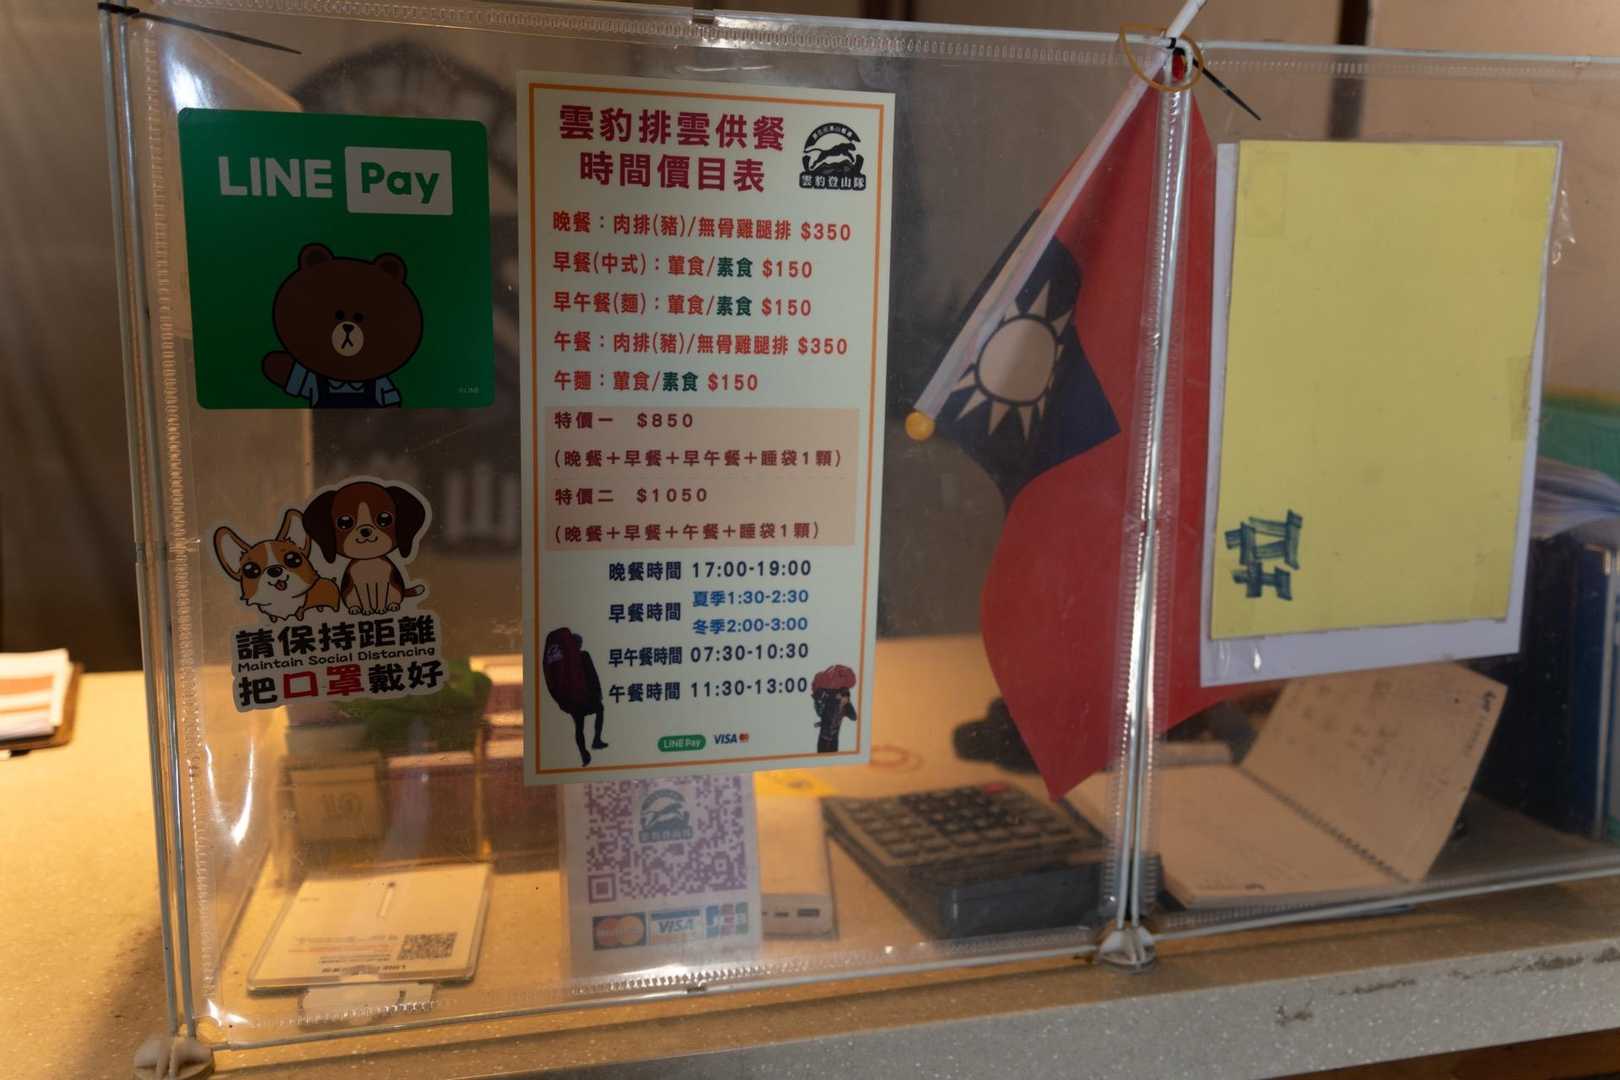 LINE Pay
©LINE
請保持距離
Maintain Social Distancing
把口罩戴好
雲豹排雲供餐
時間價目表
雲豹登山隊
晚餐：肉排(豬)/無骨雞腿排 $350
早餐(中式)：葷食/素食 $150
早午餐(麵)：葷食/素食 $150
午餐：肉排(豬)/無骨雞腿排 $350
午麵：葷食/素食 $150
特價一 $850
(晚餐＋早餐＋早午餐＋睡袋1顆)
特價二 $1050
(晚餐＋早餐＋午餐＋睡袋1顆)
晚餐時間 17:00-19:00
早餐時間
夏季1:30-2:30
冬季2:00-3:00
早午餐時間 07:30-10:30
午餐時間 11:30-13:00
LINE Pay VISA
VISA